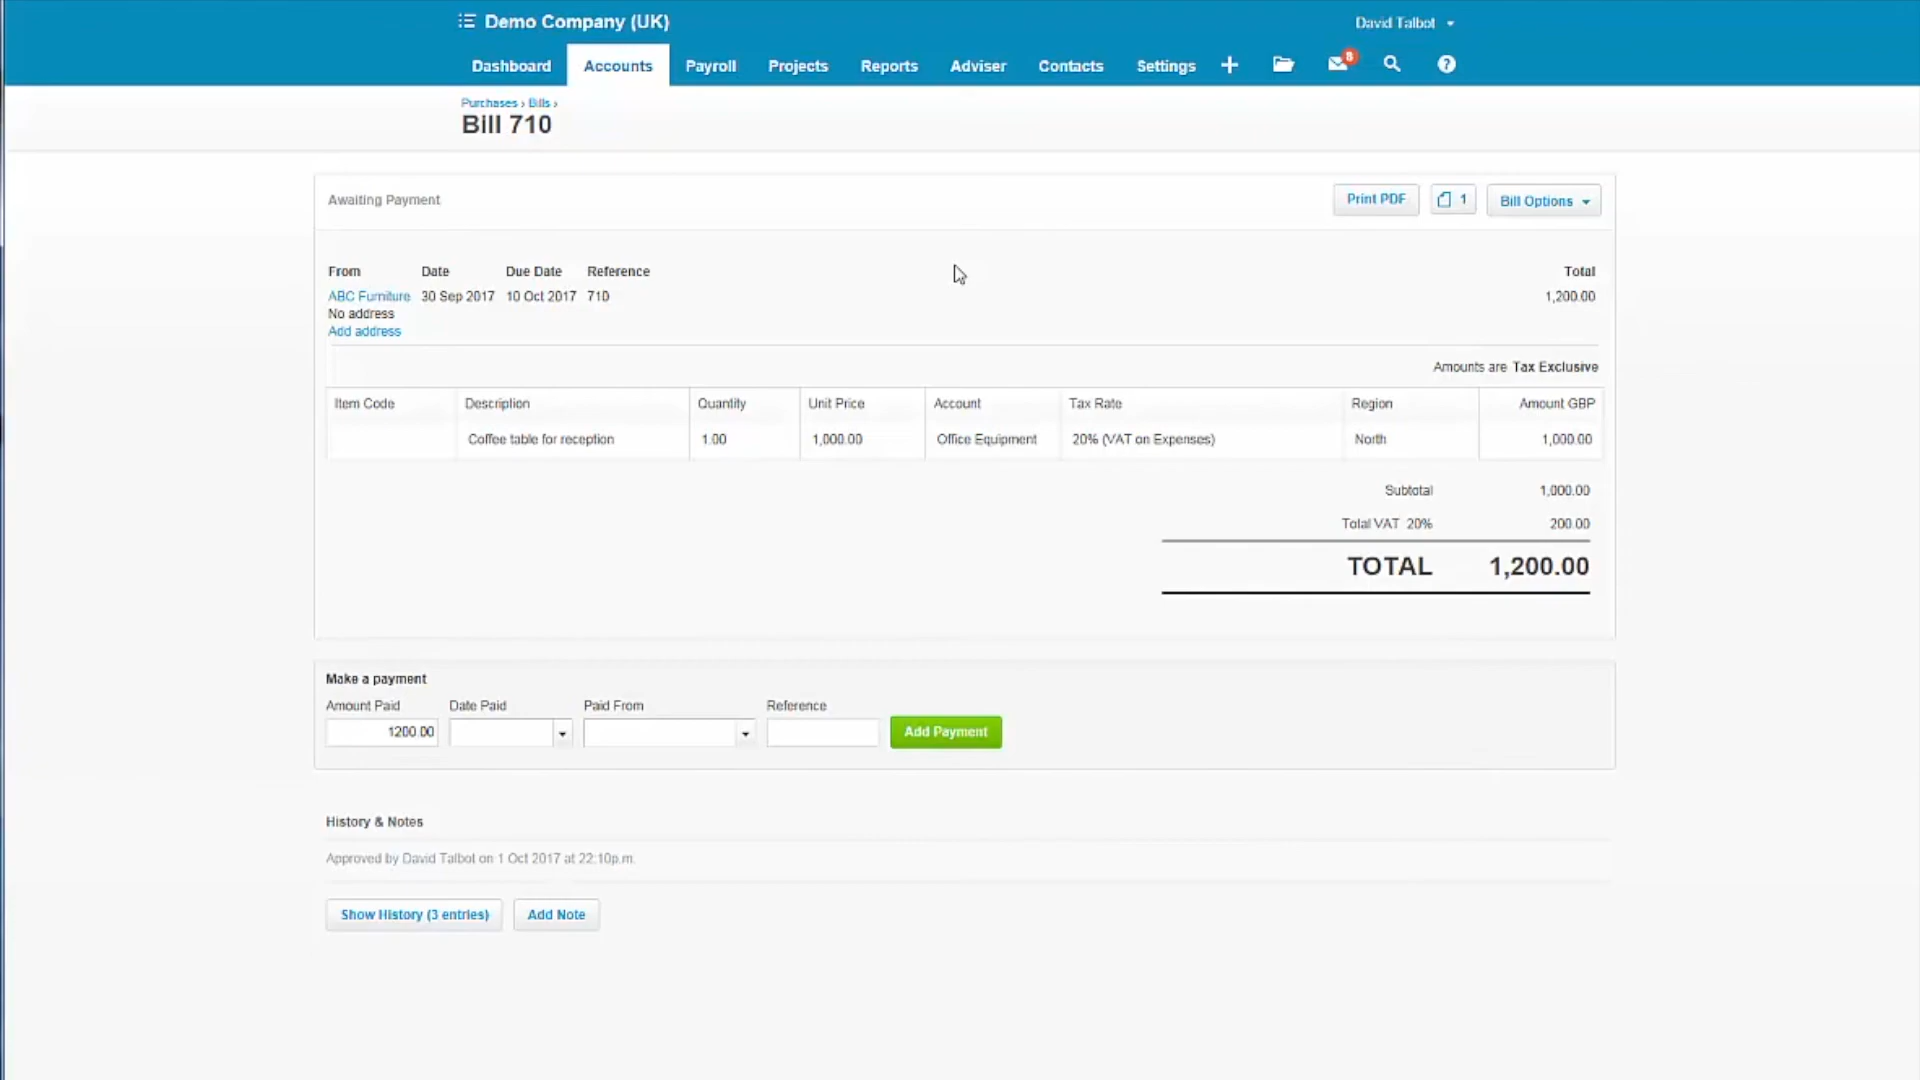 Demo Company (UK)
David Talbot
Dashboard Accounts Payroll Projects Reports Adviser Contacts Settings 8 ?
Purchases › Bills ›
Bill 710
Awaiting Payment
Print PDF 1 Bill Options
From Date Due Date Reference Total
ABC Furniture 30 Sep 2017 10 Oct 2017 710 1,200.00
No address
Add address
Amounts are Tax Exclusive
Item Code Description Quantity Unit Price Account Tax Rate Region Amount GBP
Coffee table for reception 1.00 1,000.00 Office Equipment 20% (VAT on Expenses) North 1,000.00
Subtotal 1,000.00
Total VAT 20% 200.00
TOTAL 1,200.00
Make a payment
Amount Paid Date Paid Paid From Reference
1200.00 Add Payment
History & Notes
Approved by David Talbot on 1 Oct 2017 at 22:10p.m.
Show History (3 entries) Add Note